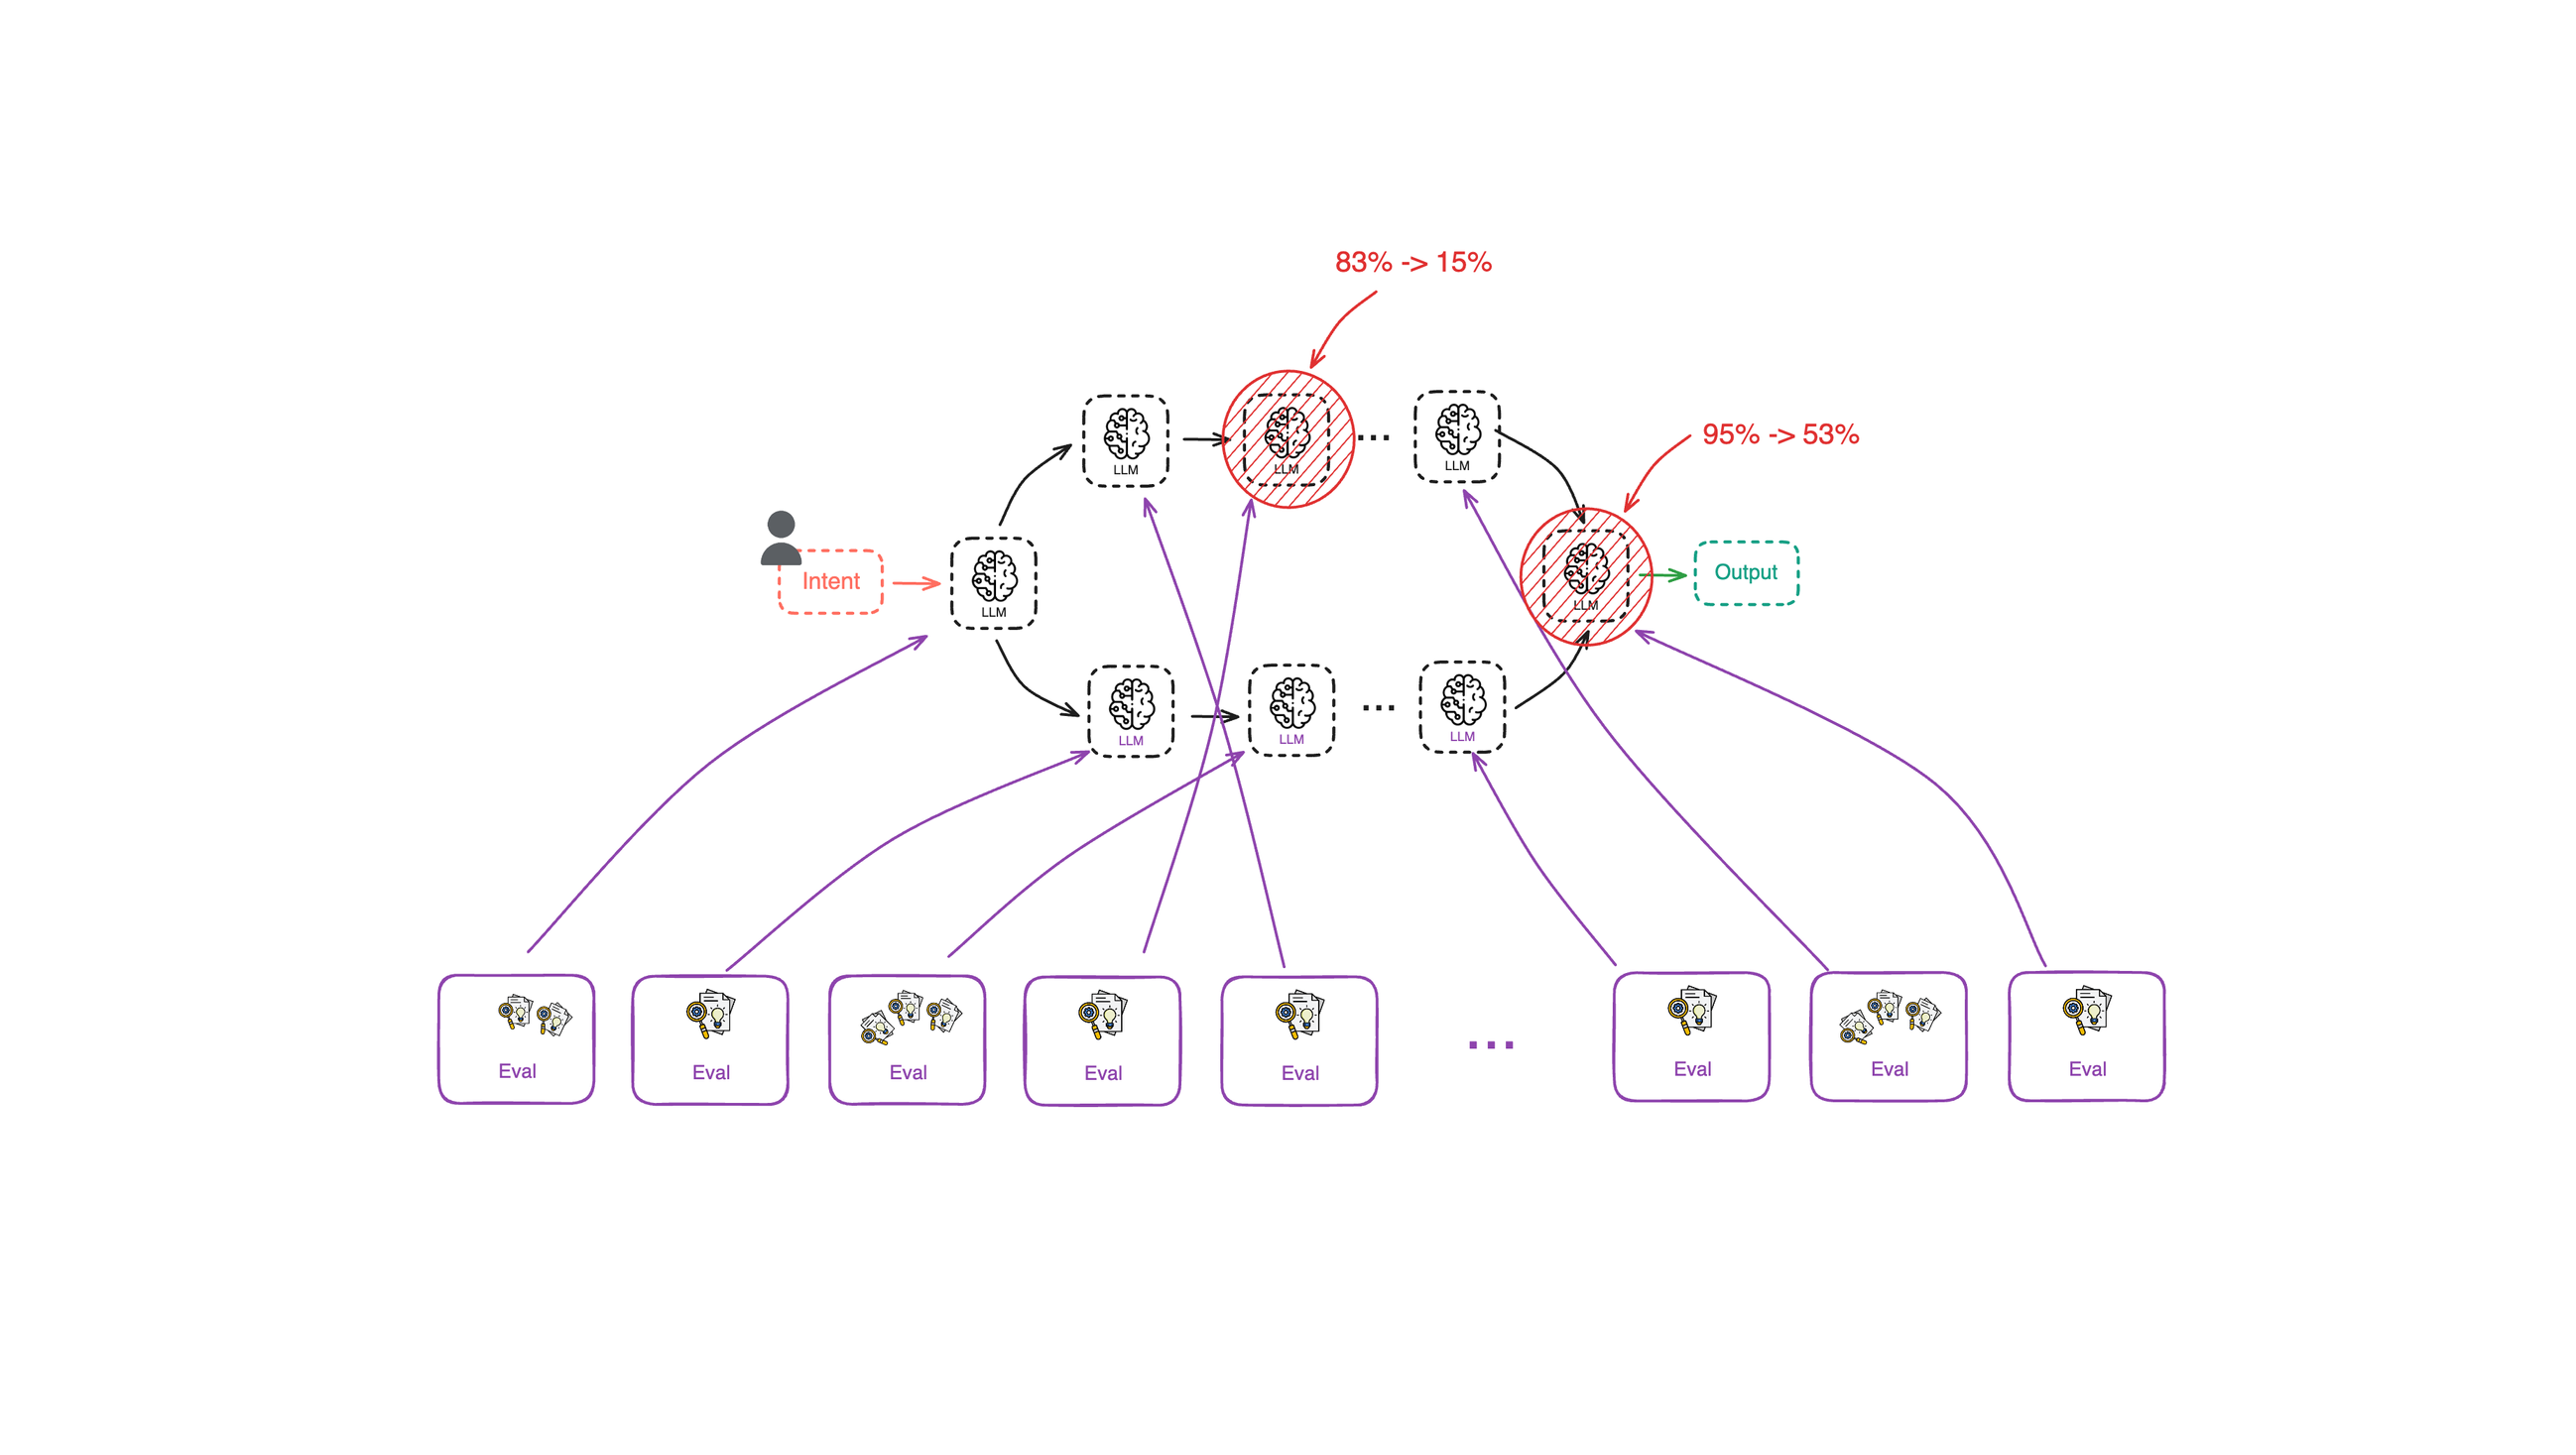 83% -> 15%
95% -> 53%
LLM
LLM
LLM
Intent
LLM
LLM
Output
LLM
LLM
LLM
Eval
Eval
Eval
Eval
Eval
...
Eval
Eval
Eval